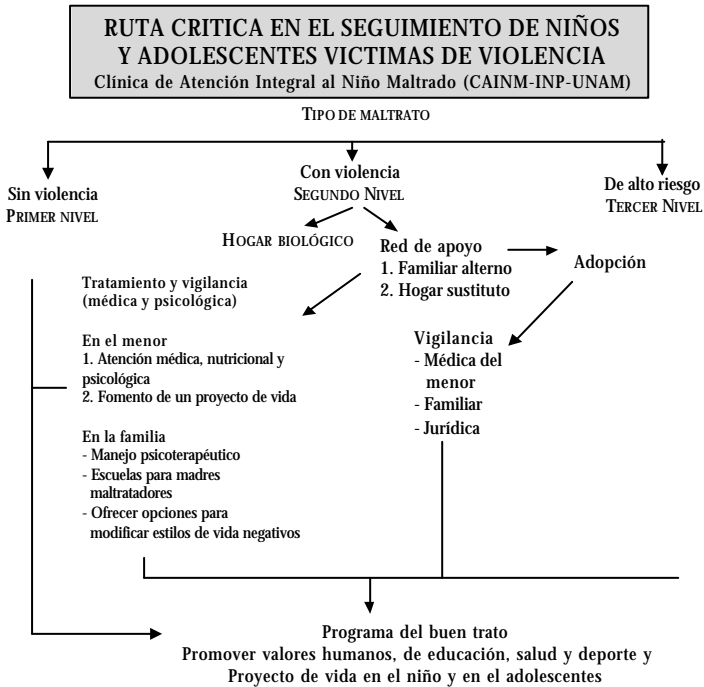 RUTA CRITICA EN EL SEGUIMIENTO DE NIÑOS
Y ADOLESCENTES VICTIMAS DE VIOLENCIA
Clínica de Atención Integral al Niño Maltrado (CAINM-INP-UNAM)
TIPO DE MALTRATO
Sin violencia
PRIMER NIVEL
Con violencia
SEGUNDO NIVEL
De alto riesgo
TERCER NIVEL
HOGAR BIOLÓGICO
Red de apoyo
1. Familiar alterno
2. Hogar sustituto
Adopción
Tratamiento y vigilancia
(médica y psicológica)
En el menor
1. Atención médica, nutricional y
psicológica
2. Fomento de un proyecto de vida
En la familia
- Manejo psicoterapéutico
- Escuelas para madres
maltratadores
- Ofrecer opciones para
modificar estilos de vida negativos
Vigilancia
- Médica del
menor
- Familiar
- Jurídica
Programa del buen trato
Promover valores humanos, de educación, salud y deporte y
Proyecto de vida en el niño y en el adolescentes